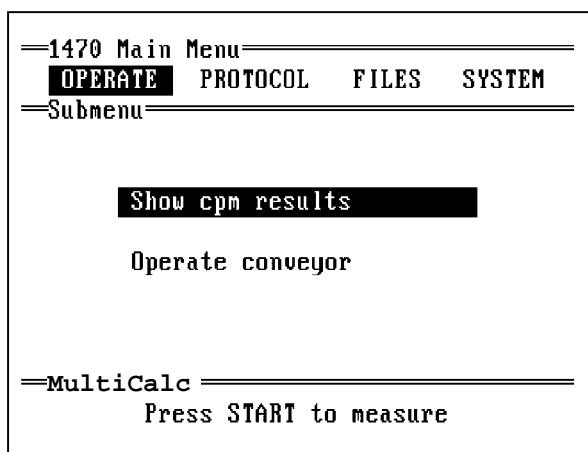 1470 Main Menu
OPERATE PROTOCOL FILES SYSTEM
Submenu
Show cpm results
Operate conveyor
MultiCalc
Press START to measure